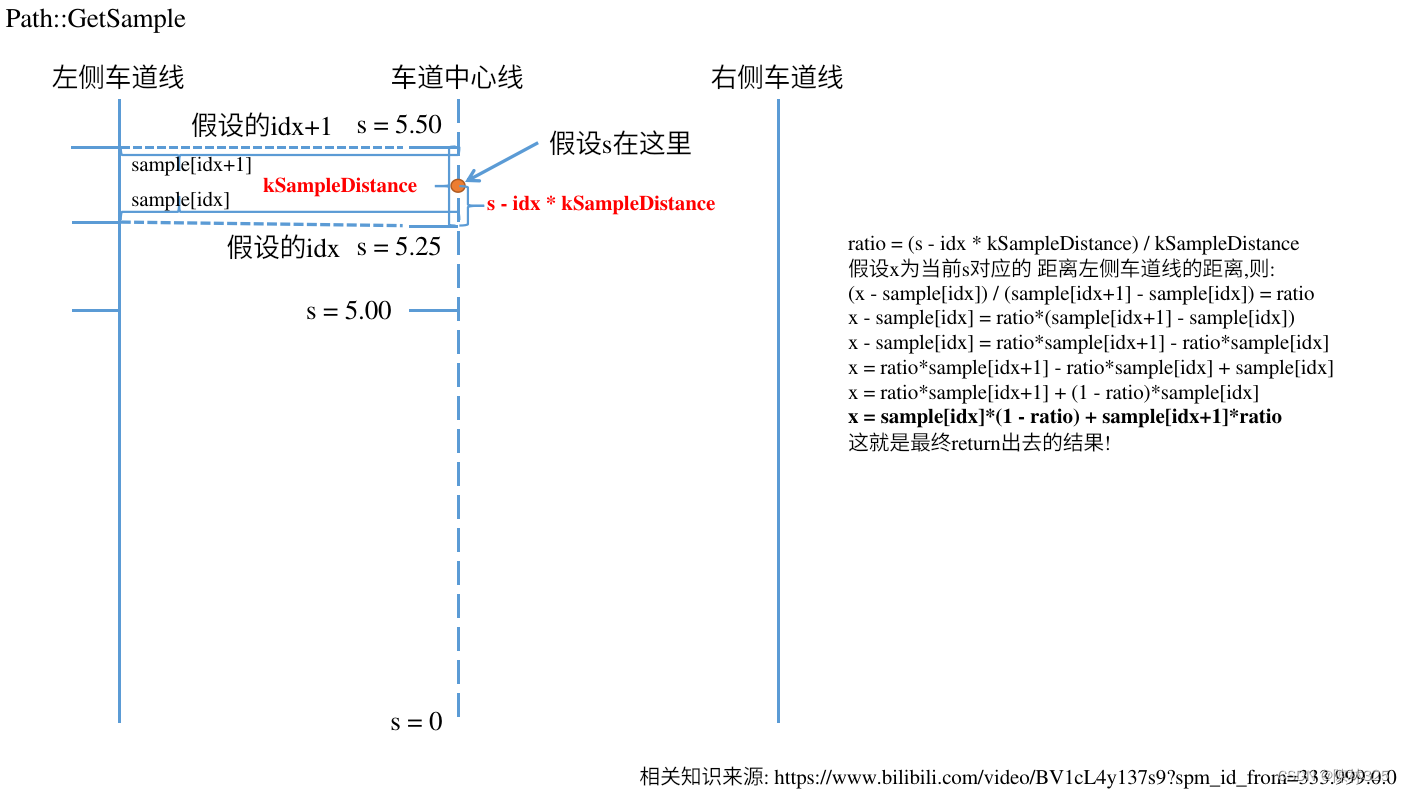 Path::GetSample
左侧车道线 车道中心线 右侧车道线
假设的idx+1 s = 5.50
假设s在这里
sample[idx+1]
kSampleDistance
sample[idx]
s - idx * kSampleDistance
假设的idx s = 5.25
s = 5.00
ratio = (s - idx * kSampleDistance) / kSampleDistance
假设x为当前s对应的 距离左侧车道线的距离,则:
(x - sample[idx]) / (sample[idx+1] - sample[idx]) = ratio
x - sample[idx] = ratio*(sample[idx+1] - sample[idx])
x - sample[idx] = ratio*sample[idx+1] - ratio*sample[idx]
x = ratio*sample[idx+1] - ratio*sample[idx] + sample[idx]
x = ratio*sample[idx+1] + (1 - ratio)*sample[idx]
x = sample[idx]*(1 - ratio) + sample[idx+1]*ratio
这就是最终return出去的结果!
s = 0
相关知识来源: https://www.bilibili.com/video/BV1cL4y137s9?spm_id_from=333.999.0.0